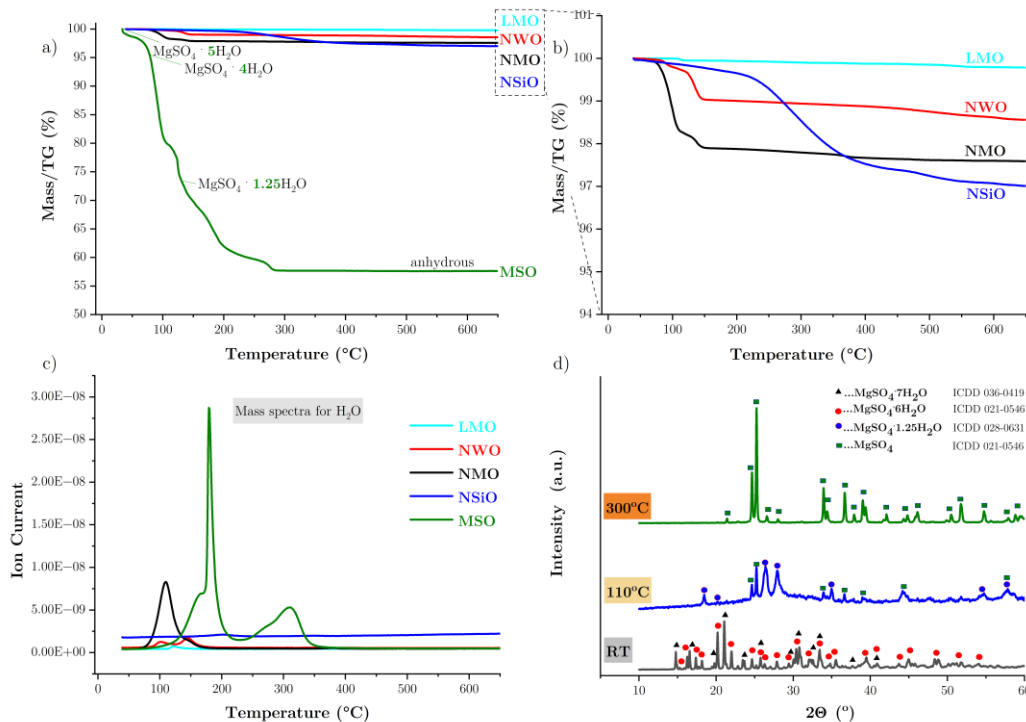 a)
100
95
90
85
80
75
70
65
60
55
50
Mass/TG (%)
MgSO₄ · 5H₂O
MgSO₄ · 4H₂O
MgSO₄ · 1.25H₂O
anhydrous
LMO
NWO
NMO
NSiO
MSO
0 100 200 300 400 500 600
Temperature (°C)
b)
101
100
99
98
97
96
95
94
Mass/TG (%)
LMO
NWO
NMO
NSiO
0 100 200 300 400 500 600
Temperature (°C)
c)
3.00E-08
2.50E-08
2.00E-08
1.50E-08
1.00E-08
5.00E-09
0.00E+00
Ion Current
Mass spectra for H₂O
LMO
NWO
NMO
NSiO
MSO
0 100 200 300 400 500 600
Temperature (°C)
d)
...MgSO₄·7H₂O ICDD 036-0419
...MgSO₄·6H₂O ICDD 021-0546
...MgSO₄·1.25H₂O ICDD 028-0631
...MgSO₄ ICDD 021-0546
Intensity (a.u.)
300°C
110°C
RT
10 20 30 40 50 60
2Θ (°)